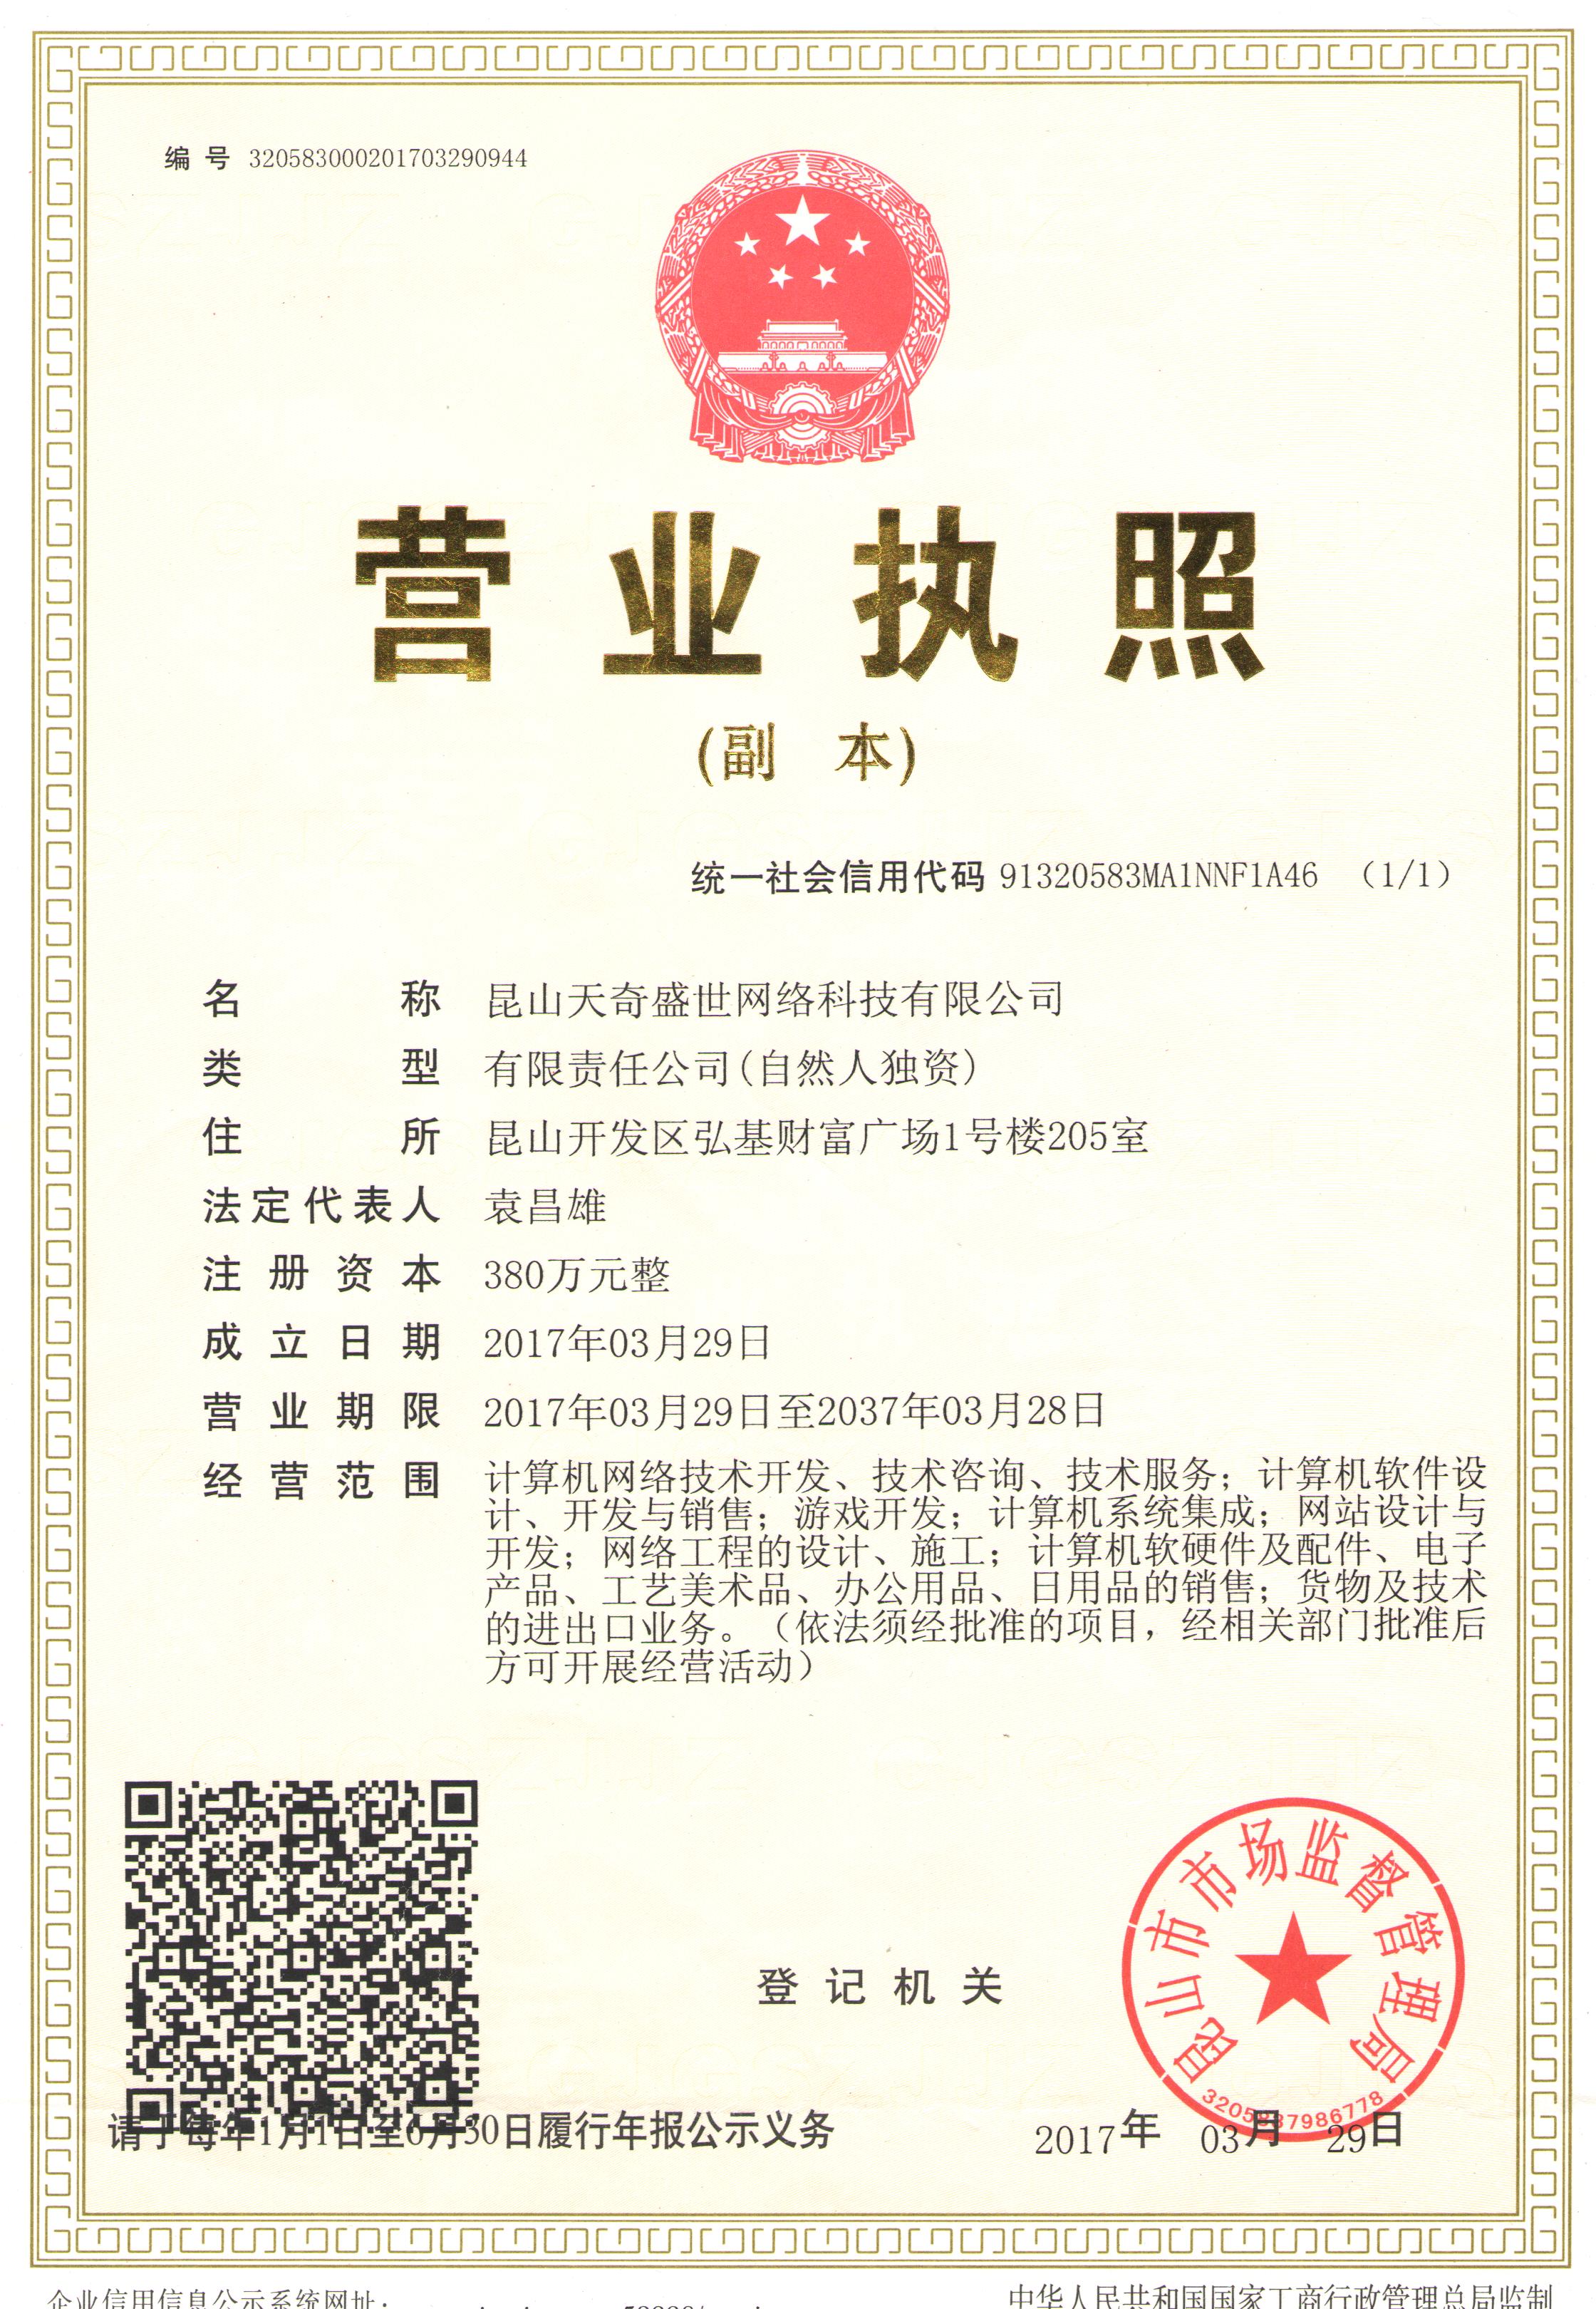 编 号 320583000201703290944
营业执照
(副 本)
统一社会信用代码 91320583MA1NNF1A46 （1/1）
名 称 昆山天奇盛世网络科技有限公司
类 型 有限责任公司(自然人独资)
住 所 昆山开发区弘基财富广场1号楼205室
法定代表人 袁昌雄
注册资本 380万元整
成立日期 2017年03月29日
营业期限 2017年03月29日至2037年03月28日
经营范围 计算机网络技术开发、技术咨询、技术服务；计算机软件设
计、开发与销售；游戏开发；计算机系统集成；网站设计与
开发；网络工程的设计、施工；计算机软硬件及配件、电子
产品、工艺美术品、办公用品、日用品的销售；货物及技术
的进出口业务。（依法须经批准的项目，经相关部门批准后
方可开展经营活动）
昆山市市场监督管理局
登记机关
3205837986778
请于每年1月1日至6月30日履行年报公示义务
2017年 03月 29日
企业信用信息公示系统网址：
中华人民共和国国家工商行政管理总局监制